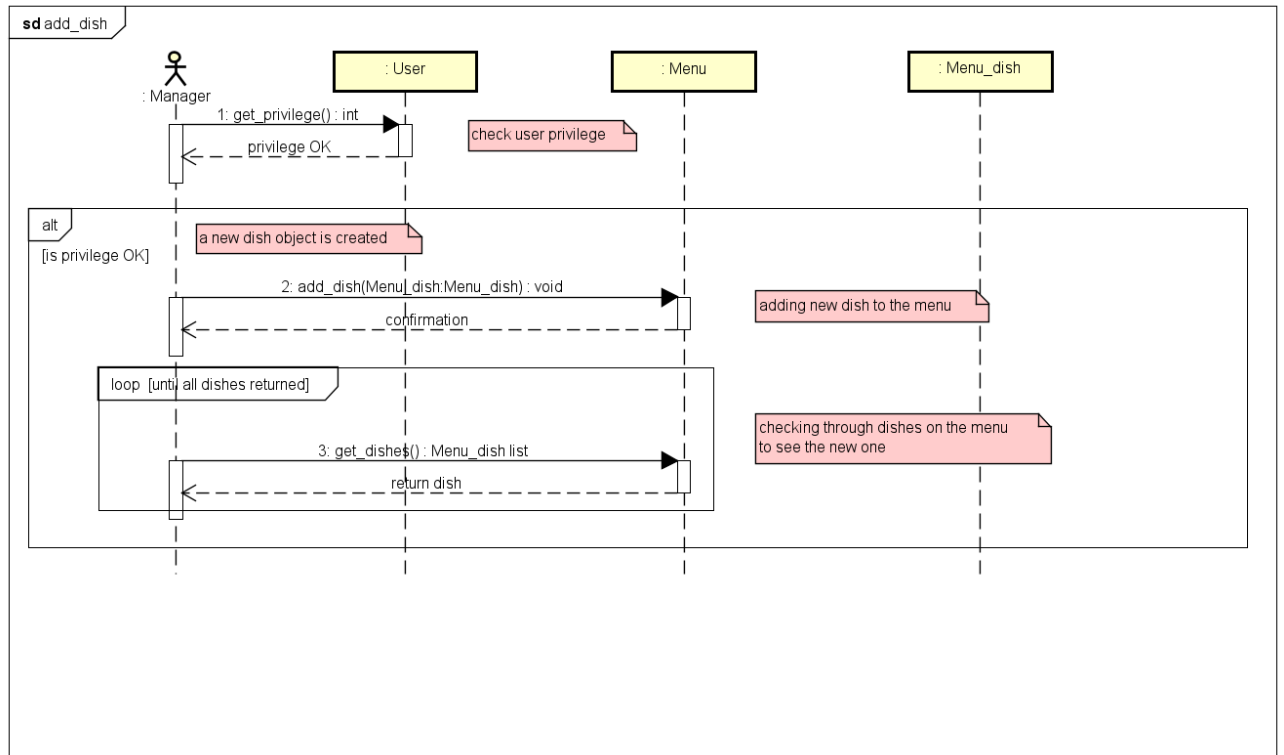 sd add_dish
: Manager
: User
: Menu
: Menu_dish
1: get_privilege() : int
check user privilege
privilege OK
alt
[is privilege OK]
a new dish object is created
2: add_dish(Menu_dish:Menu_dish) : void
adding new dish to the menu
confirmation
loop [until all dishes returned]
checking through dishes on the menu
to see the new one
3: get_dishes() : Menu_dish list
return dish